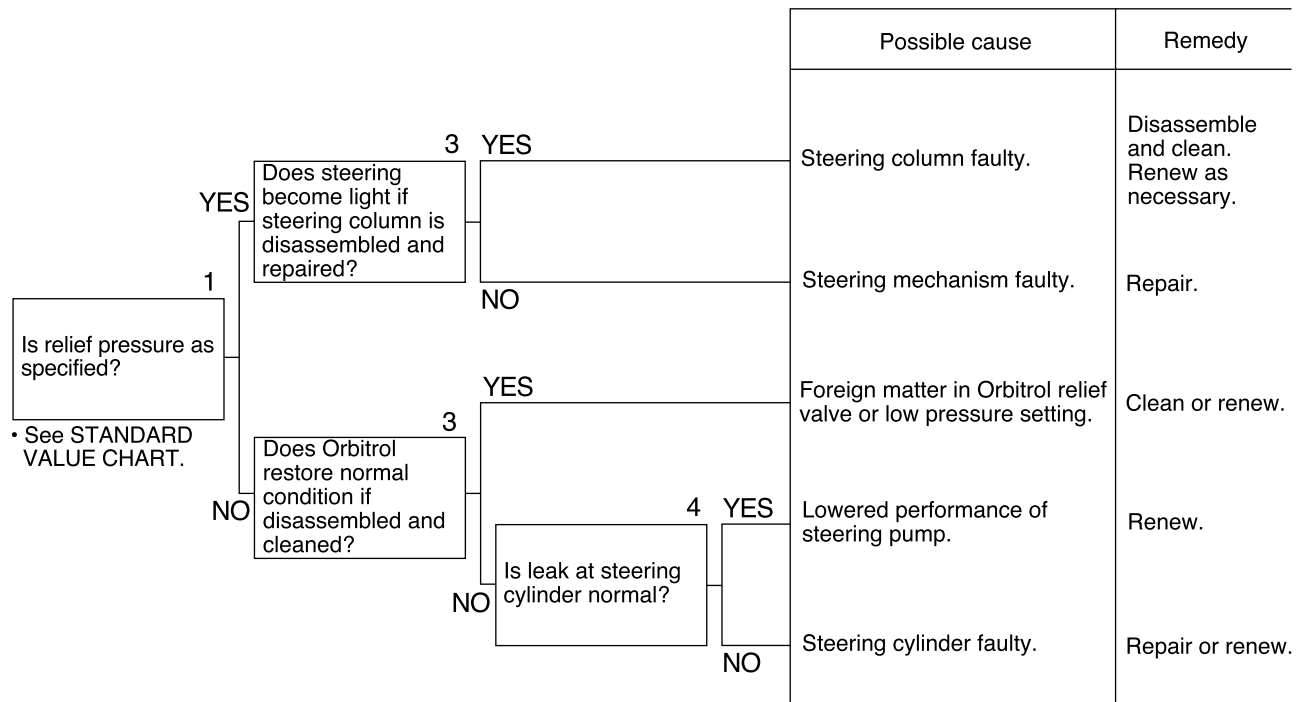 Possible cause
Remedy
1
Is relief pressure as
specified?
• See STANDARD
VALUE CHART.
YES
3
Does steering
become light if
steering column is
disassembled and
repaired?
YES
Steering column faulty.
Disassemble
and clean.
Renew as
necessary.
NO
Steering mechanism faulty.
Repair.
NO
3
Does Orbitrol
restore normal
condition if
disassembled and
cleaned?
YES
Foreign matter in Orbitrol relief
valve or low pressure setting.
Clean or renew.
NO
4
Is leak at steering
cylinder normal?
YES
Lowered performance of
steering pump.
Renew.
NO
Steering cylinder faulty.
Repair or renew.